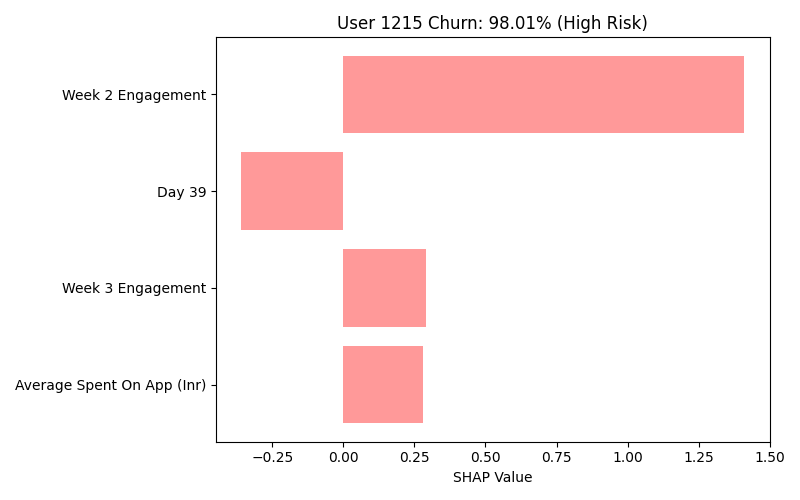 User 1215 Churn: 98.01% (High Risk)
Week 2 Engagement
Day 39
Week 3 Engagement
Average Spent On App (Inr)
−0.25 0.00 0.25 0.50 0.75 1.00 1.25 1.50
SHAP Value